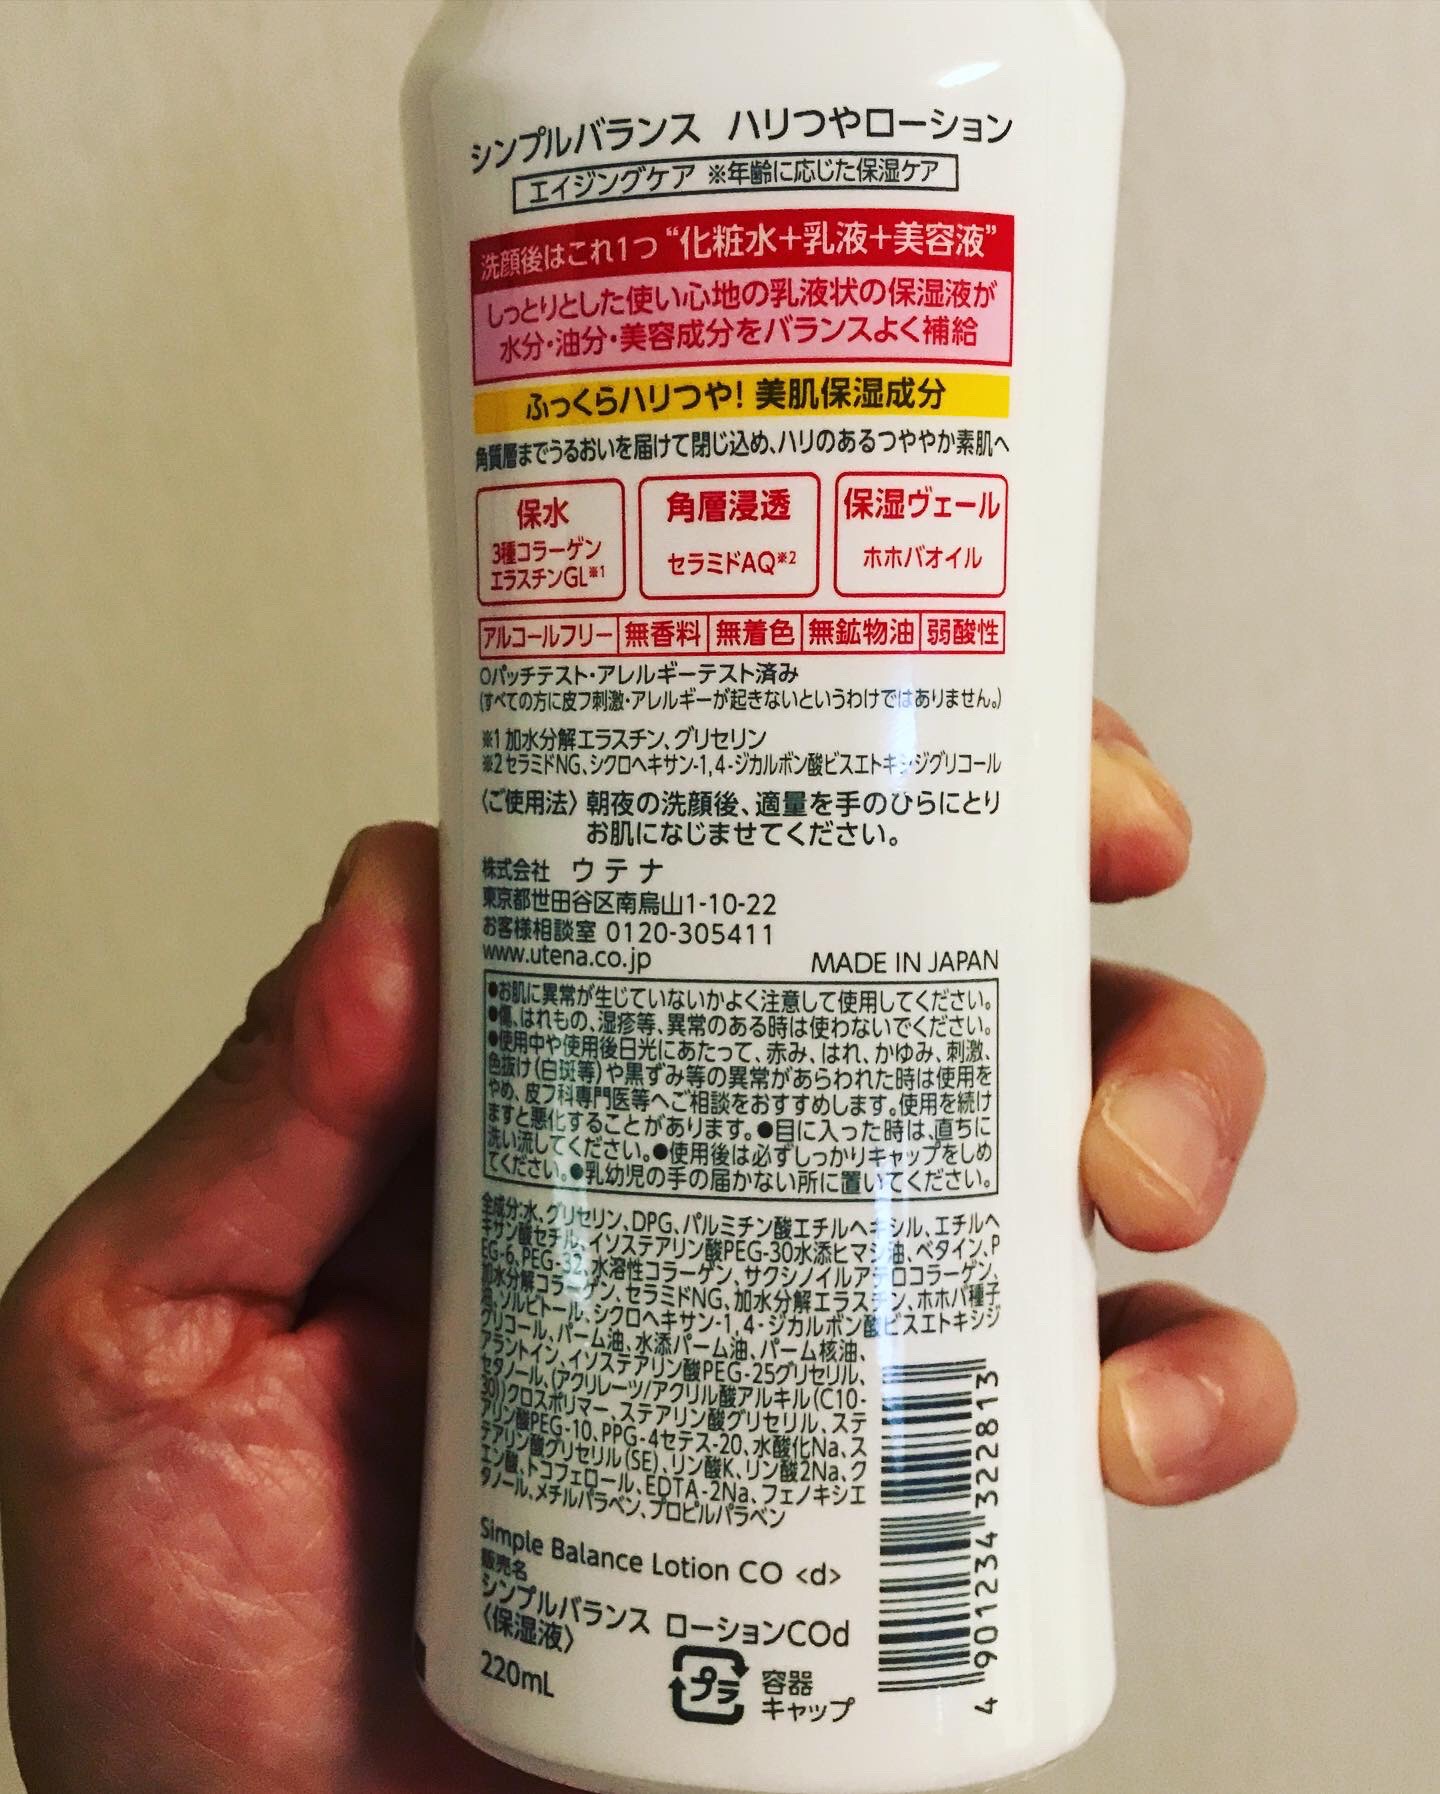 シンプルバランス ハリつやローション
エイジングケア ※年齢に応じた保湿ケア
洗顔後はこれ1つ “化粧水+乳液+美容液”
しっとりとした使い心地の乳液状の保湿液が
水分・油分・美容成分をバランスよく補給
ふっくらハリつや! 美肌保湿成分
角質層までうるおいを届けて閉じ込め、ハリのあるつややか素肌へ
保水
3種コラーゲン
エラスチンGL※1
角層浸透
セラミドAQ※2
保湿ヴェール
ホホバオイル
アルコールフリー 無香料 無着色 無鉱物油 弱酸性
○パッチテスト・アレルギーテスト済み
(すべての方に皮フ刺激・アレルギーが起きないというわけではありません。)
※1 加水分解エラスチン、グリセリン
※2 セラミドNG、シクロヘキサン-1,4-ジカルボン酸ビスエトキシジグリコール
〈ご使用法〉 朝夜の洗顔後、適量を手のひらにとり
お肌になじませてください。
株式会社 ウテナ
東京都世田谷区南烏山1-10-22
お客様相談室 0120-305411
www.utena.co.jp
MADE IN JAPAN
●お肌に異常が生じていないかよく注意して使用してください。
●傷、はれもの、湿疹等、異常のある時は使わないでください。
●使用中や使用後日光にあたって、赤み、はれ、かゆみ、刺激、
色抜け(白斑等)や黒ずみ等の異常があらわれた時は使用を
やめ、皮フ科専門医等へご相談をおすすめします。使用を続け
ますと悪化することがあります。●目に入った時は、直ちに
洗い流してください。●使用後は必ずしっかりキャップをしめ
てください。●乳幼児の手の届かない所に置いてください。
全成分:水、グリセリン、DPG、パルミチン酸エチルヘキシル、エチルヘ
キサン酸セチル、イソステアリン酸PEG-30水添ヒマシ油、ベタイン、P
EG-6、PEG-32、水溶性コラーゲン、サクシノイルアテロコラーゲン、
加水分解コラーゲン、セラミドNG、加水分解エラスチン、ホホバ種子
油、ソルビトール、シクロヘキサン-1,4-ジカルボン酸ビスエトキシジ
グリコール、パーム油、水添パーム油、パーム核油、
アラントイン、イソステアリン酸PEG-25グリセリル、
セタノール、(アクリレーツ/アクリル酸アルキル(C10-
30))クロスポリマー、ステアリン酸グリセリル、ステ
アリン酸PEG-10、PPG-4セテス-20、水酸化Na、ス
テアリン酸グリセリル(SE)、リン酸K、リン酸2Na、ク
エン酸、トコフェロール、EDTA-2Na、フェノキシエ
タノール、メチルパラベン、プロピルパラベン
Simple Balance Lotion CO <d>
販売名
シンプルバランス ローションCOd
〈保湿液〉
220mL
プラ
容器
キャップ
4 901234 322813